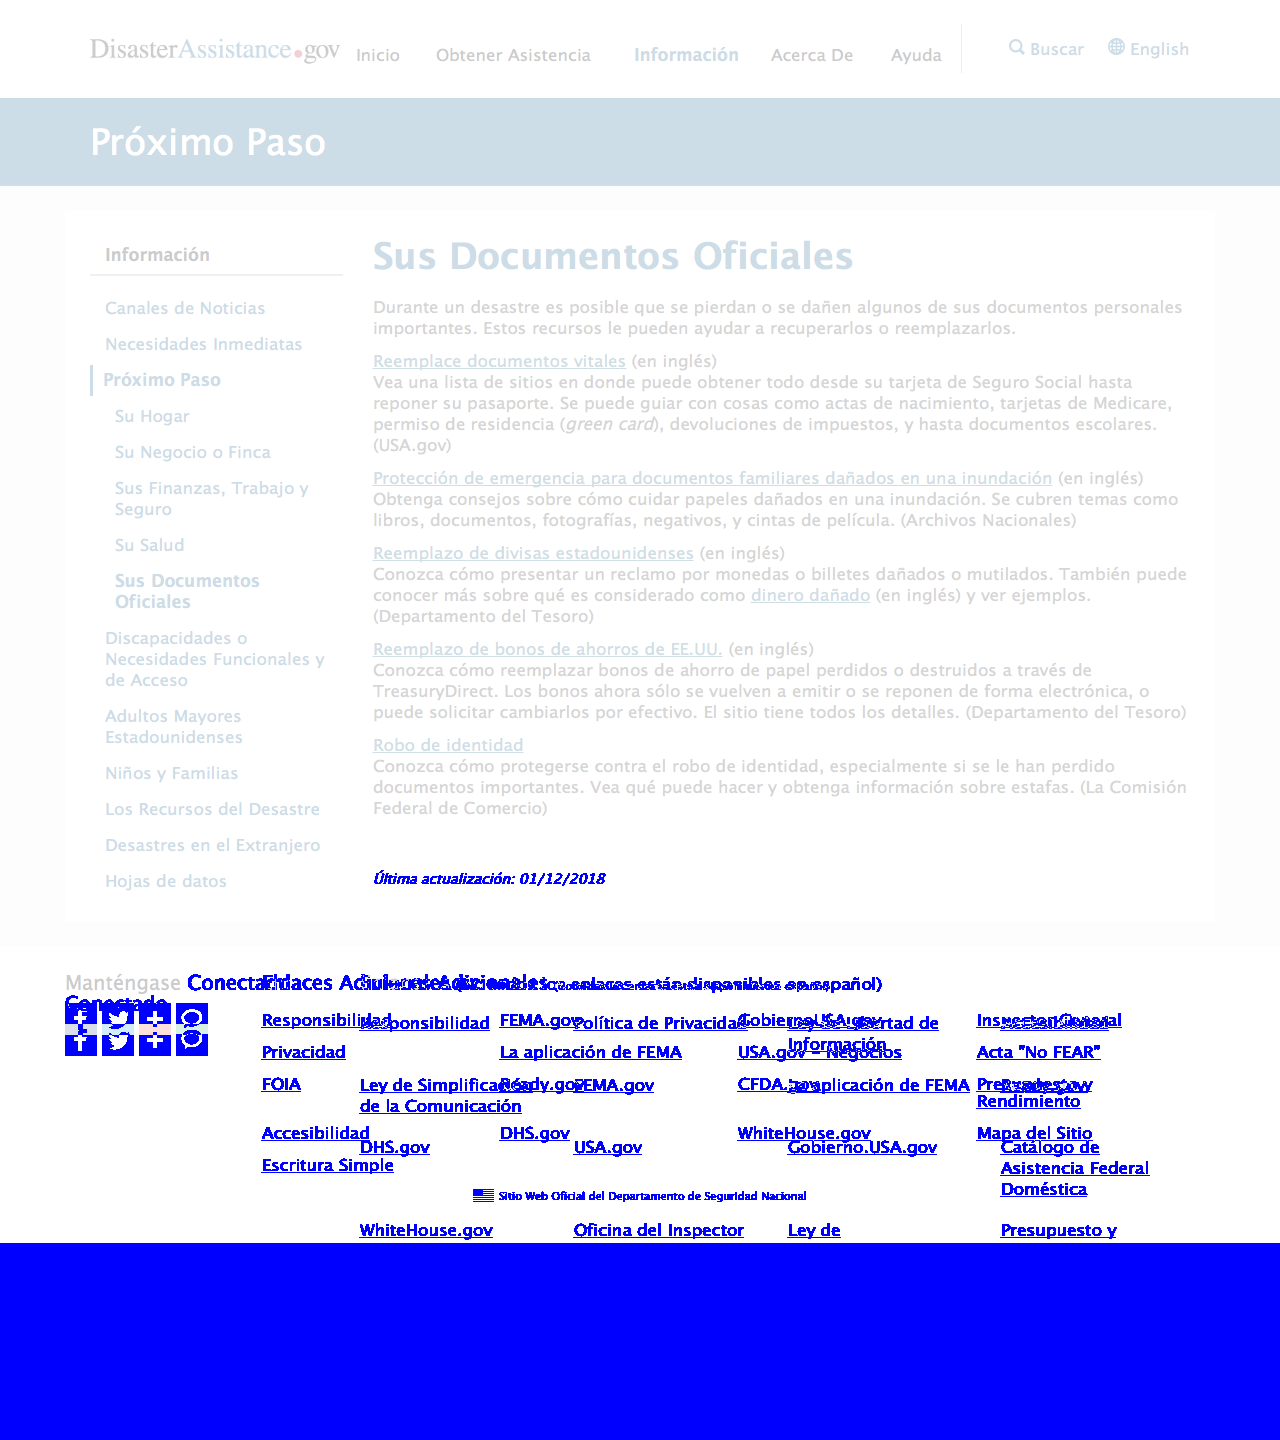 DisasterAssistance.gov
Inicio Obtener Asistencia Información Acerca De Ayuda Buscar English
Próximo Paso
Información
Canales de Noticias
Necesidades Inmediatas
Próximo Paso
Su Hogar
Su Negocio o Finca
Sus Finanzas, Trabajo y
Seguro
Su Salud
Sus Documentos
Oficiales
Discapacidades o
Necesidades Funcionales y
de Acceso
Adultos Mayores
Estadounidenses
Niños y Familias
Los Recursos del Desastre
Desastres en el Extranjero
Hojas de datos
Sus Documentos Oficiales
Durante un desastre es posible que se pierdan o se dañen algunos de sus documentos personales
importantes. Estos recursos le pueden ayudar a recuperarlos o reemplazarlos.
Reemplace documentos vitales (en inglés)
Vea una lista de sitios en donde puede obtener todo desde su tarjeta de Seguro Social hasta
reponer su pasaporte. Se puede guiar con cosas como actas de nacimiento, tarjetas de Medicare,
permiso de residencia (green card), devoluciones de impuestos, y hasta documentos escolares.
(USA.gov)
Protección de emergencia para documentos familiares dañados en una inundación (en inglés)
Obtenga consejos sobre cómo cuidar papeles dañados en una inundación. Se cubren temas como
libros, documentos, fotografías, negativos, y cintas de película. (Archivos Nacionales)
Reemplazo de divisas estadounidenses (en inglés)
Conozca cómo presentar un reclamo por monedas o billetes dañados o mutilados. También puede
conocer más sobre qué es considerado como dinero dañado (en inglés) y ver ejemplos.
(Departamento del Tesoro)
Reemplazo de bonos de ahorros de EE.UU. (en inglés)
Conozca cómo reemplazar bonos de ahorro de papel perdidos o destruidos a través de
TreasuryDirect. Los bonos ahora sólo se vuelven a emitir o se reponen de forma electrónica, o
puede solicitar cambiarlos por efectivo. El sitio tiene todos los detalles. (Departamento del Tesoro)
Robo de identidad
Conozca cómo protegerse contra el robo de identidad, especialmente si se le han perdido
documentos importantes. Vea qué puede hacer y obtenga información sobre estafas. (La Comisión
Federal de Comercio)
Última actualización: 01/12/2018
Manténgase
Conectado
Responsibilidad Responsibilidad FEMA.gov Política de Privacidad Gobierno.USA.gov Ley de Libertad de Inspector General
Información
Privacidad La aplicación de FEMA USA.gov - Negocios Acta "No FEAR"
FOIA Ley de Simplificación Ready.gov FEMA.gov CFDA.gov La aplicación de FEMA
de la Comunicación Rendimiento
Accesibilidad DHS.gov WhiteHouse.gov Mapa del Sitio
DHS.gov USA.gov Gobierno.USA.gov Catálogo de
Asistencia Federal
Doméstica
Escritura Simple
Sitio Web Oficial del Departamento de Seguridad Nacional
WhiteHouse.gov Oficina del Inspector Ley de Presupuesto y